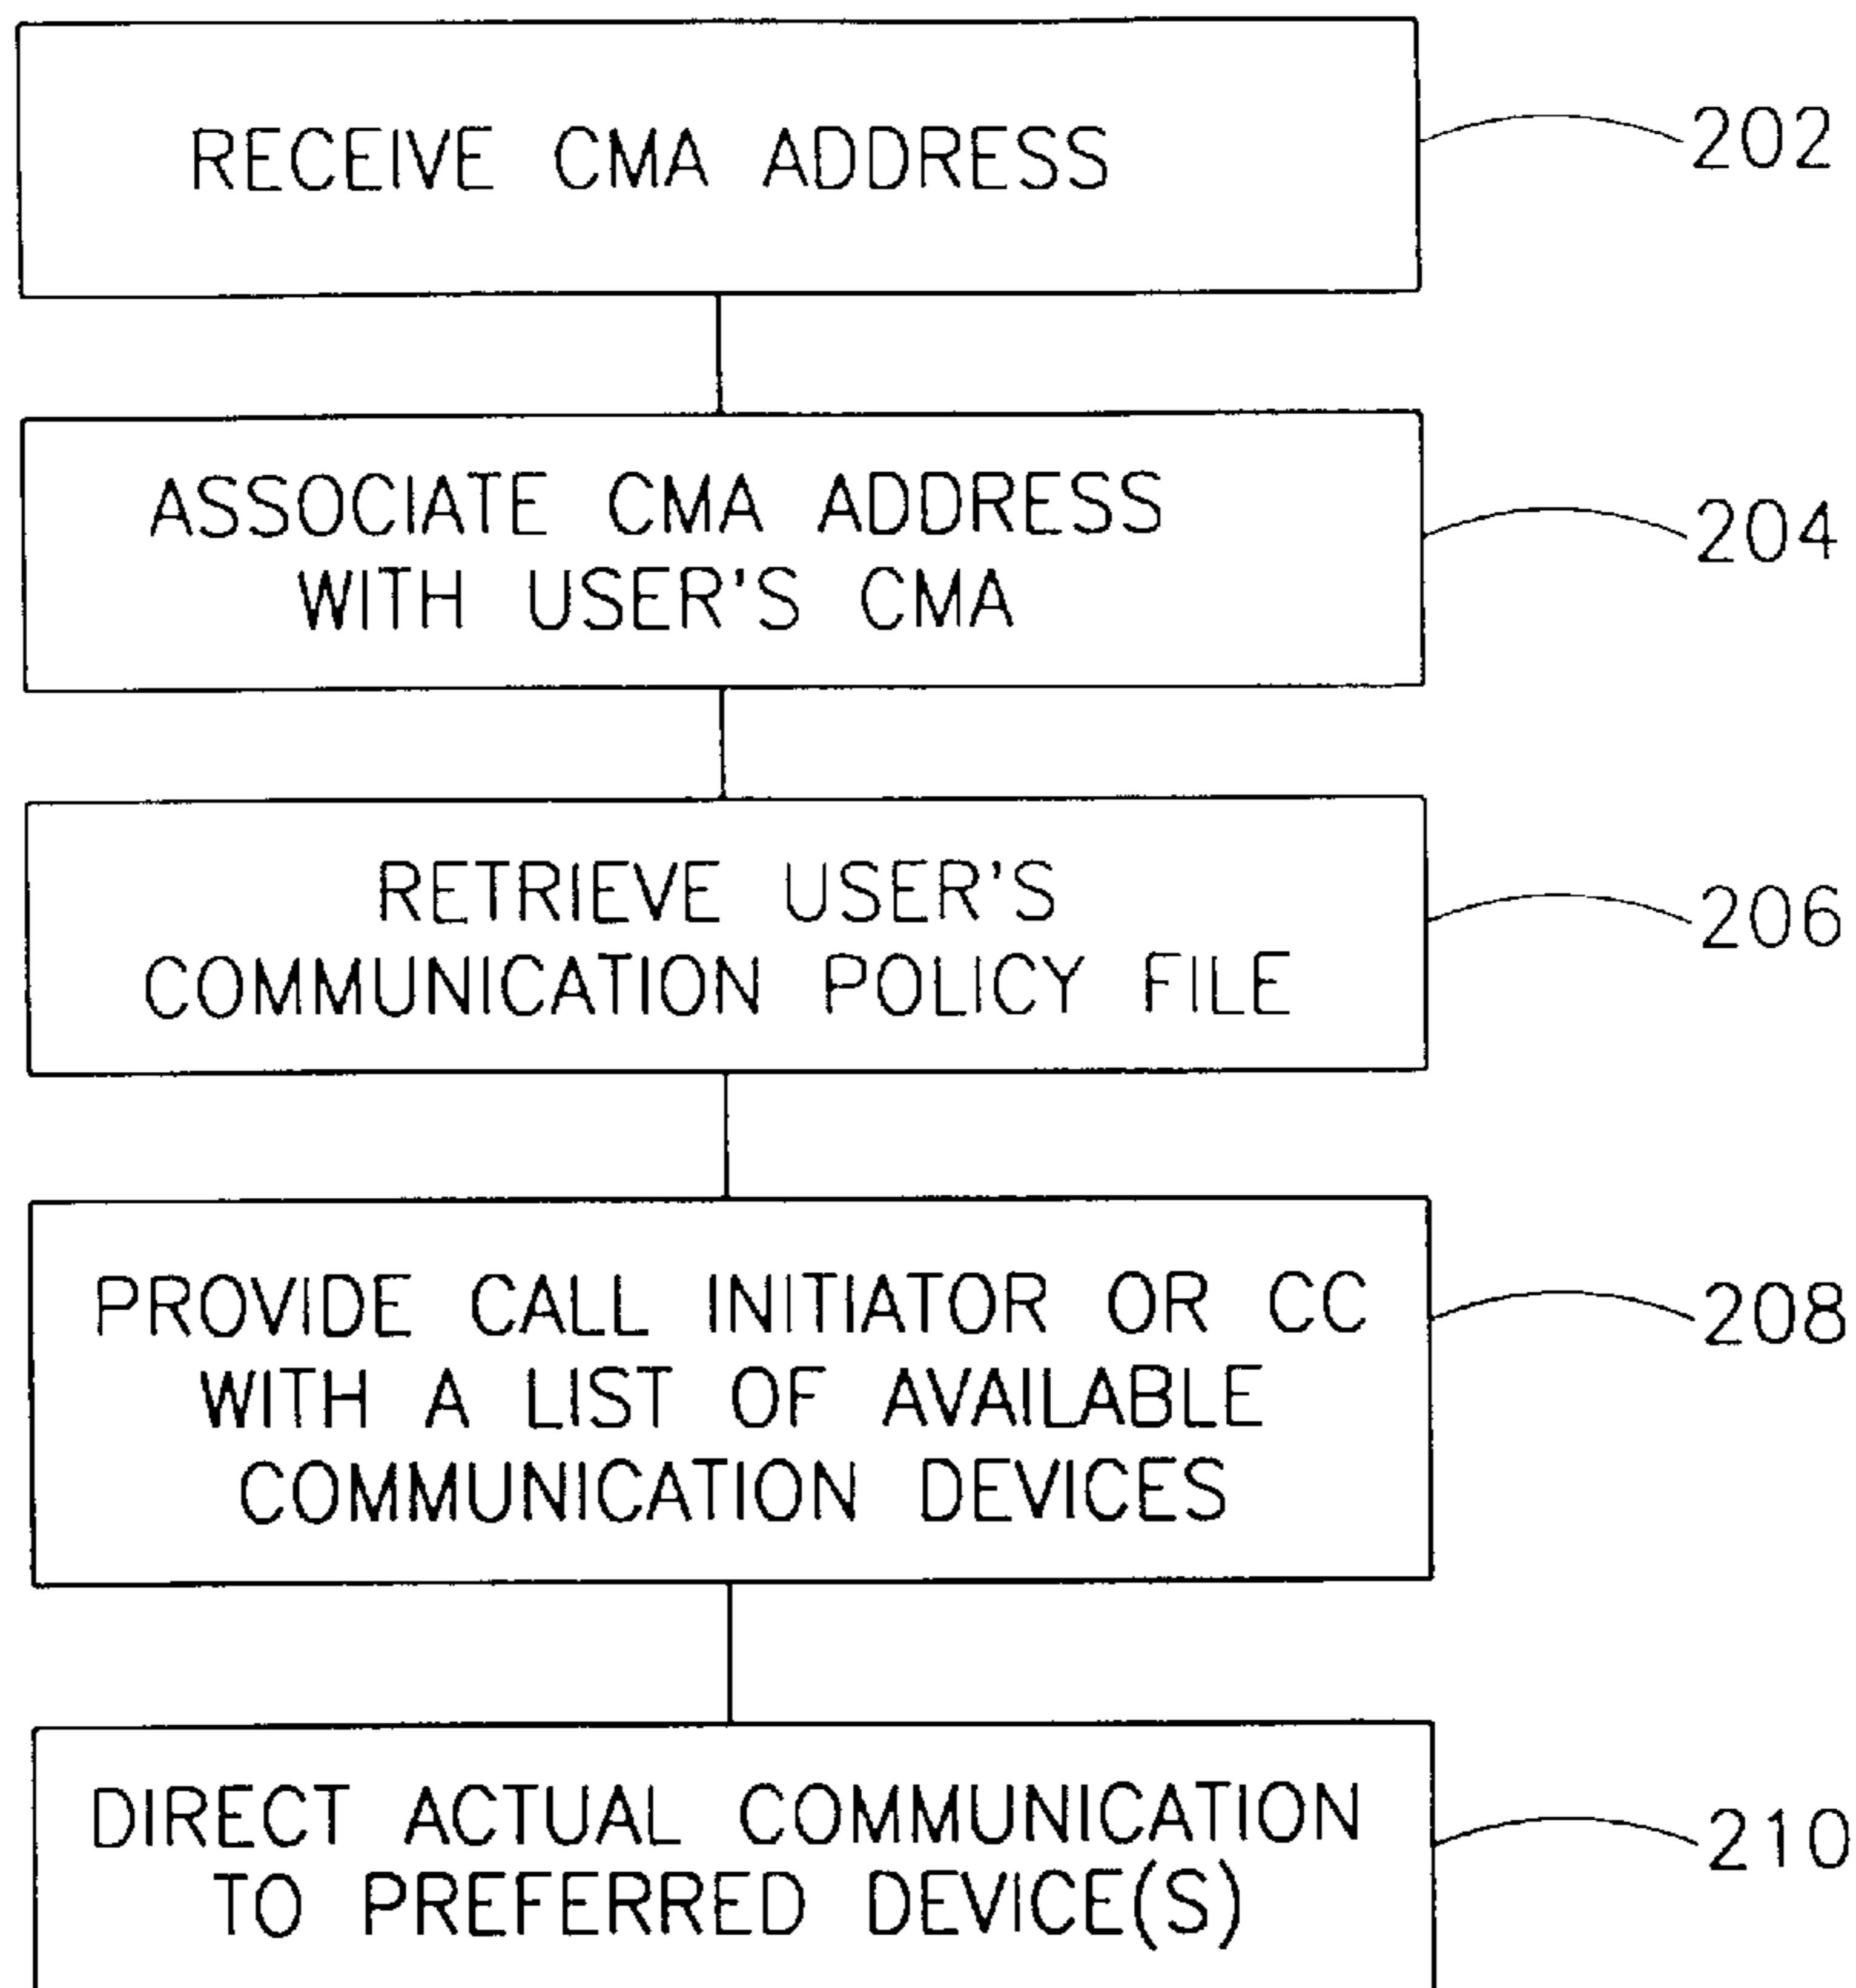 RECEIVE CMA ADDRESS
202
ASSOCIATE CMA ADDRESS
WITH USER'S CMA
204
RETRIEVE USER'S
COMMUNICATION POLICY FILE
206
PROVIDE CALL INITIATOR OR CC
WITH A LIST OF AVAILABLE
COMMUNICATION DEVICES
208
DIRECT ACTUAL COMMUNICATION
TO PREFERRED DEVICE(S)
210